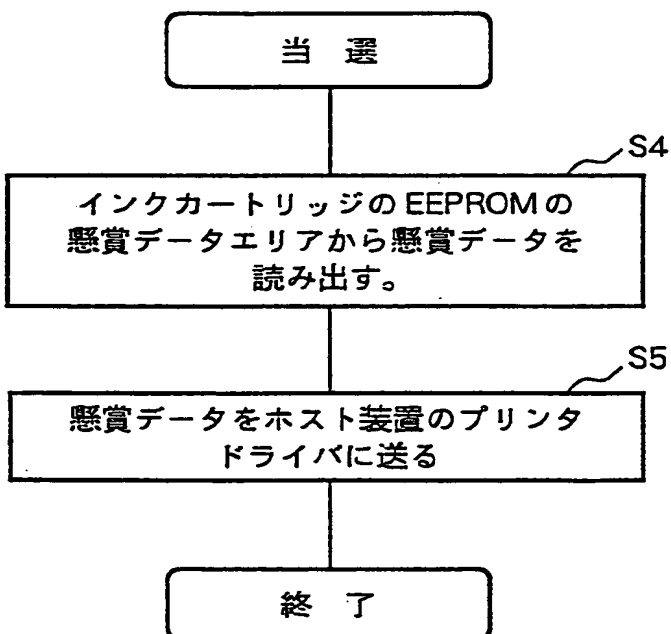 当 選
S4
インクカートリッジのEEPROMの
懸賞データエリアから懸賞データを
読み出す。
S5
懸賞データをホスト装置のプリンタ
ドライバに送る
終 了